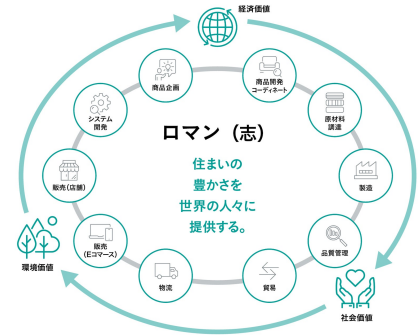 経済価値
商品企画
商品開発
コーディネート
システム
開発
原材料
調達
ロマン（志）
住まいの
豊かさを
世界の人々に
提供する。
販売（店舗）
製造
販売
（Eコマース）
品質管理
環境価値
物流
貿易
社会価値